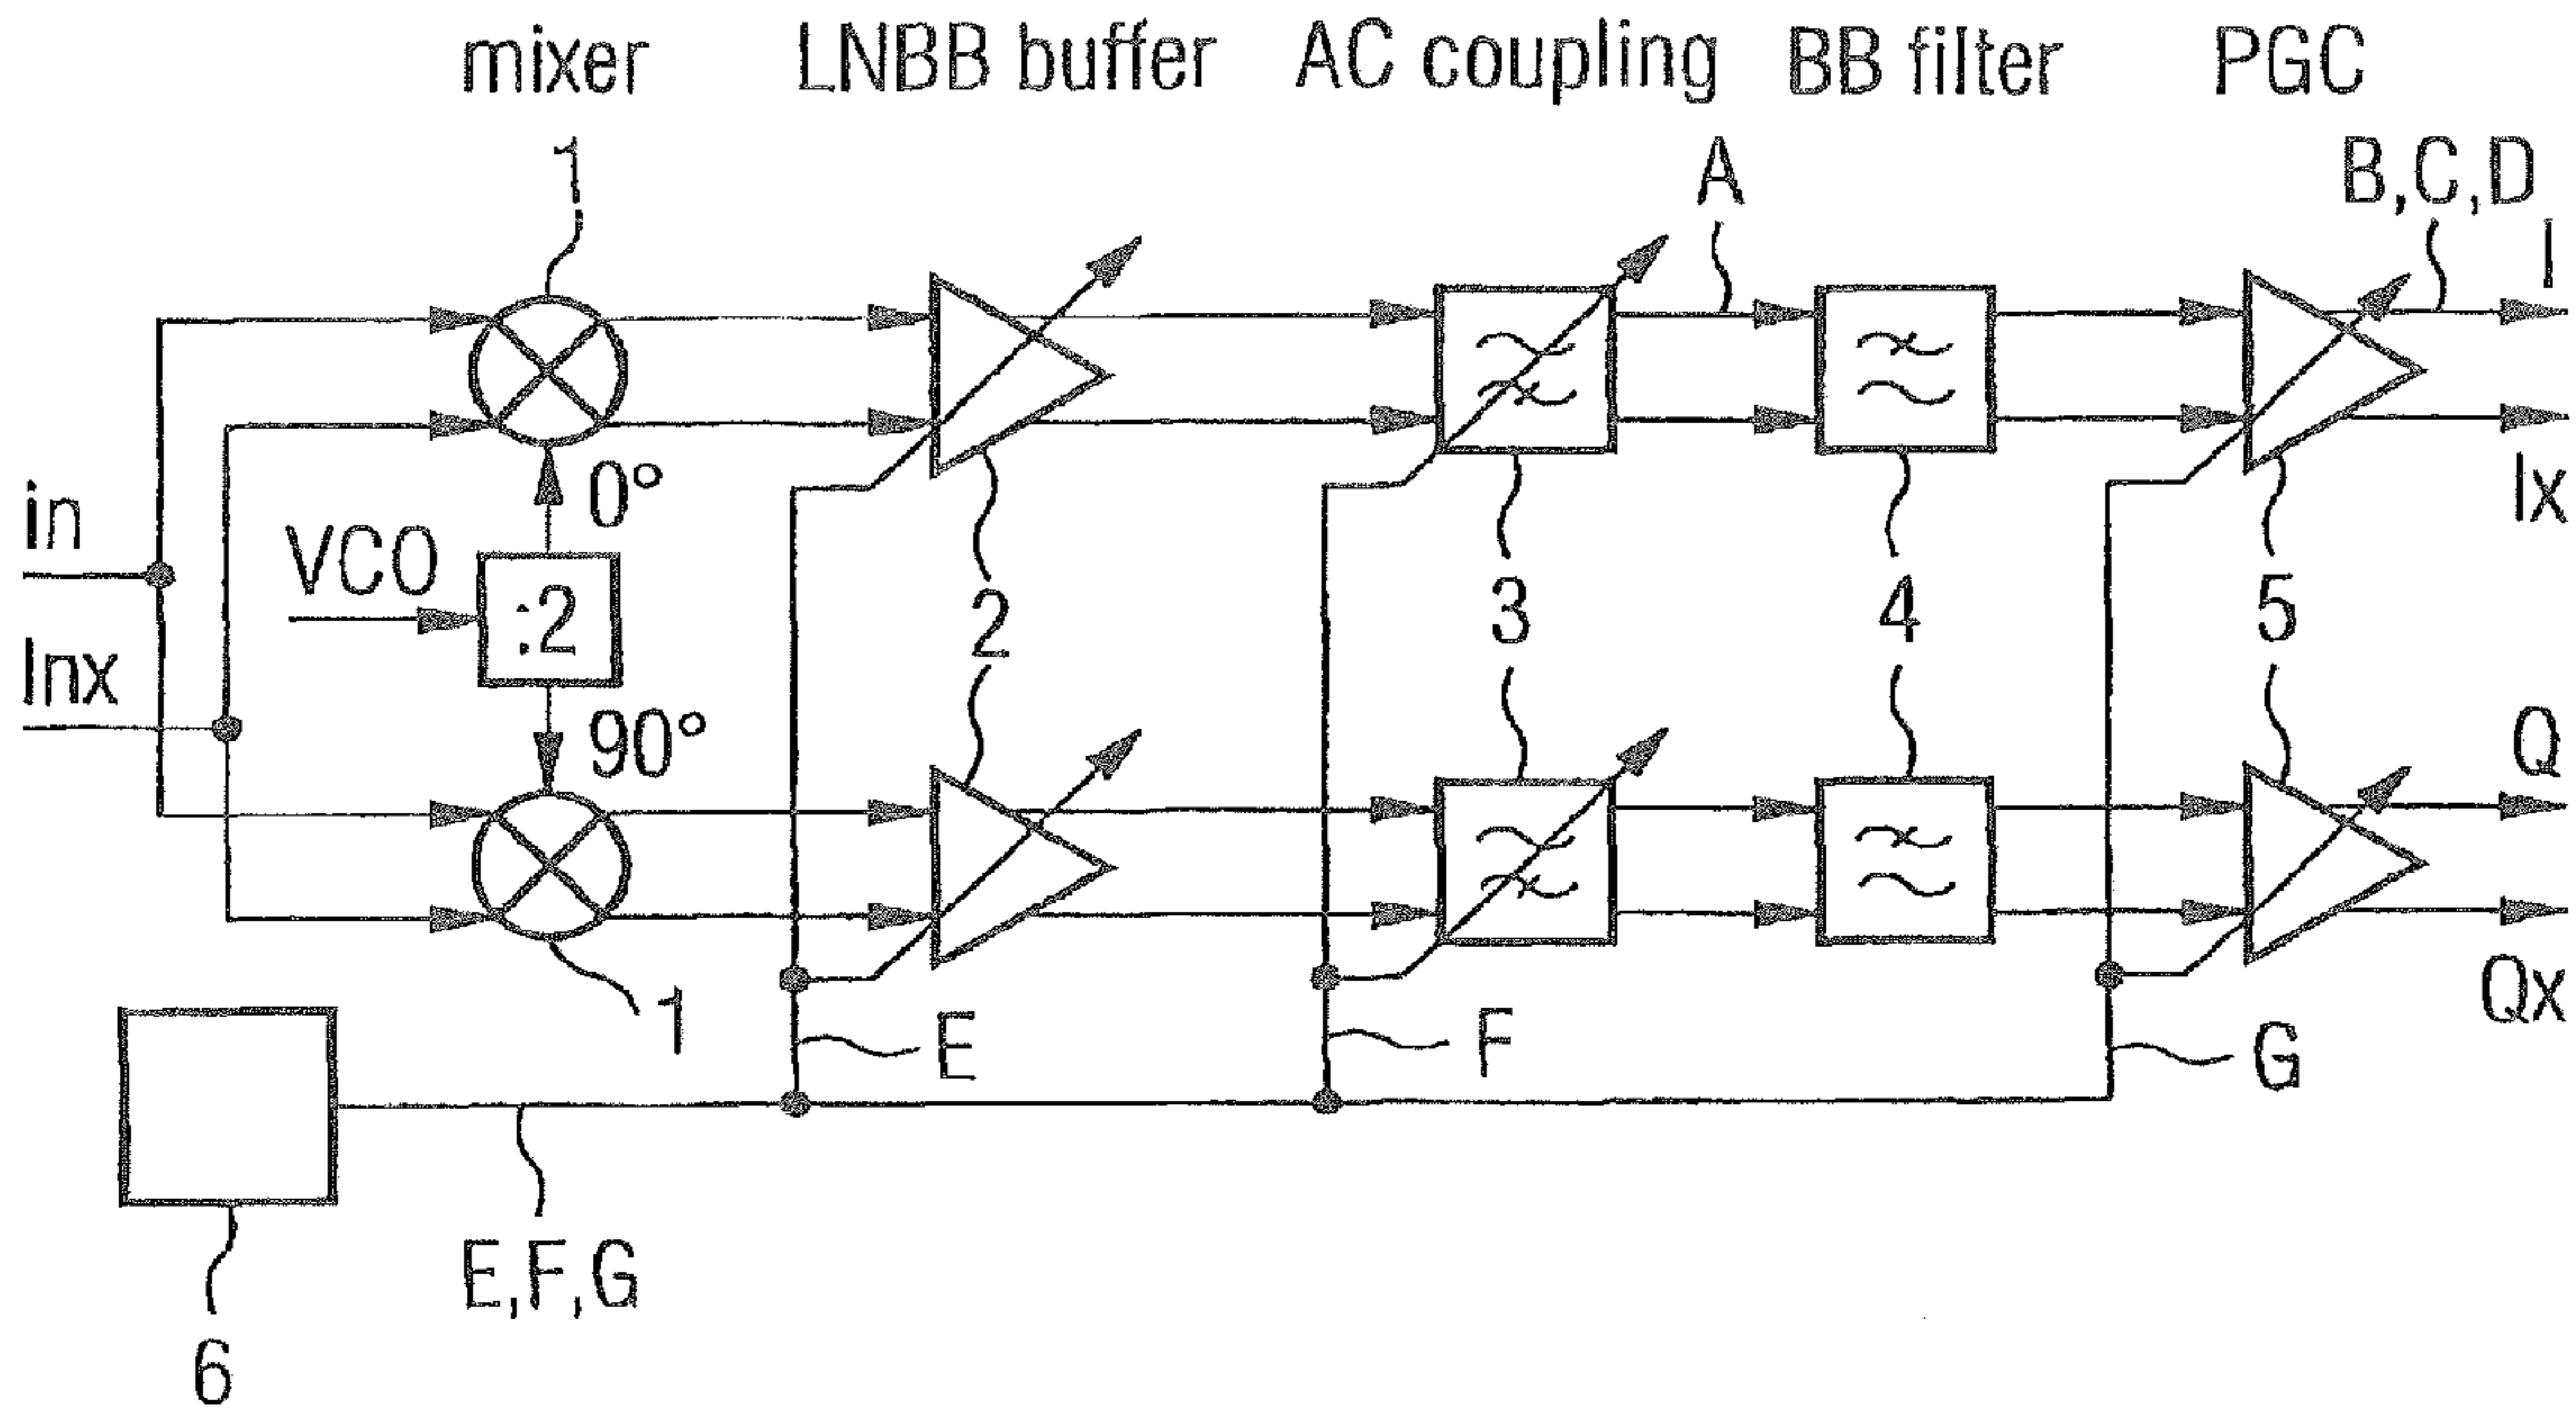 mixer LNBB buffer AC coupling BB filter PGC
1 A B,C,D
I
0° Ix
in
VCO
:2 2 3 4 5
Inx
90° Q
Qx
1 E F G
E,F,G
6